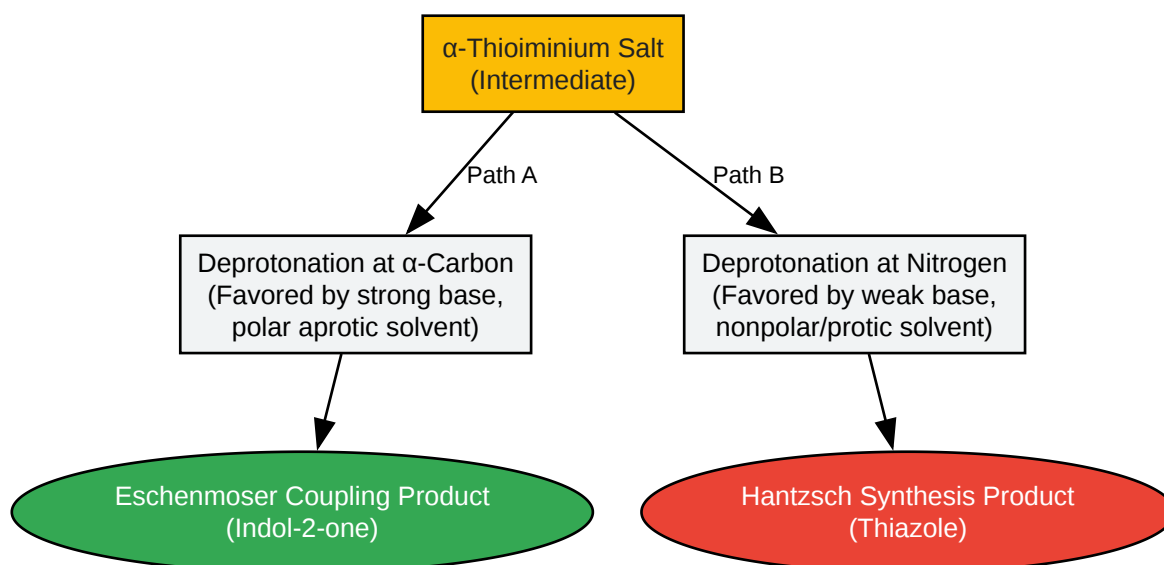 α-Thioiminium Salt
(Intermediate)
Path A
Path B
Deprotonation at α-Carbon
(Favored by strong base,
polar aprotic solvent)
Deprotonation at Nitrogen
(Favored by weak base,
nonpolar/protic solvent)
Eschenmoser Coupling Product
(Indol-2-one)
Hantzsch Synthesis Product
(Thiazole)